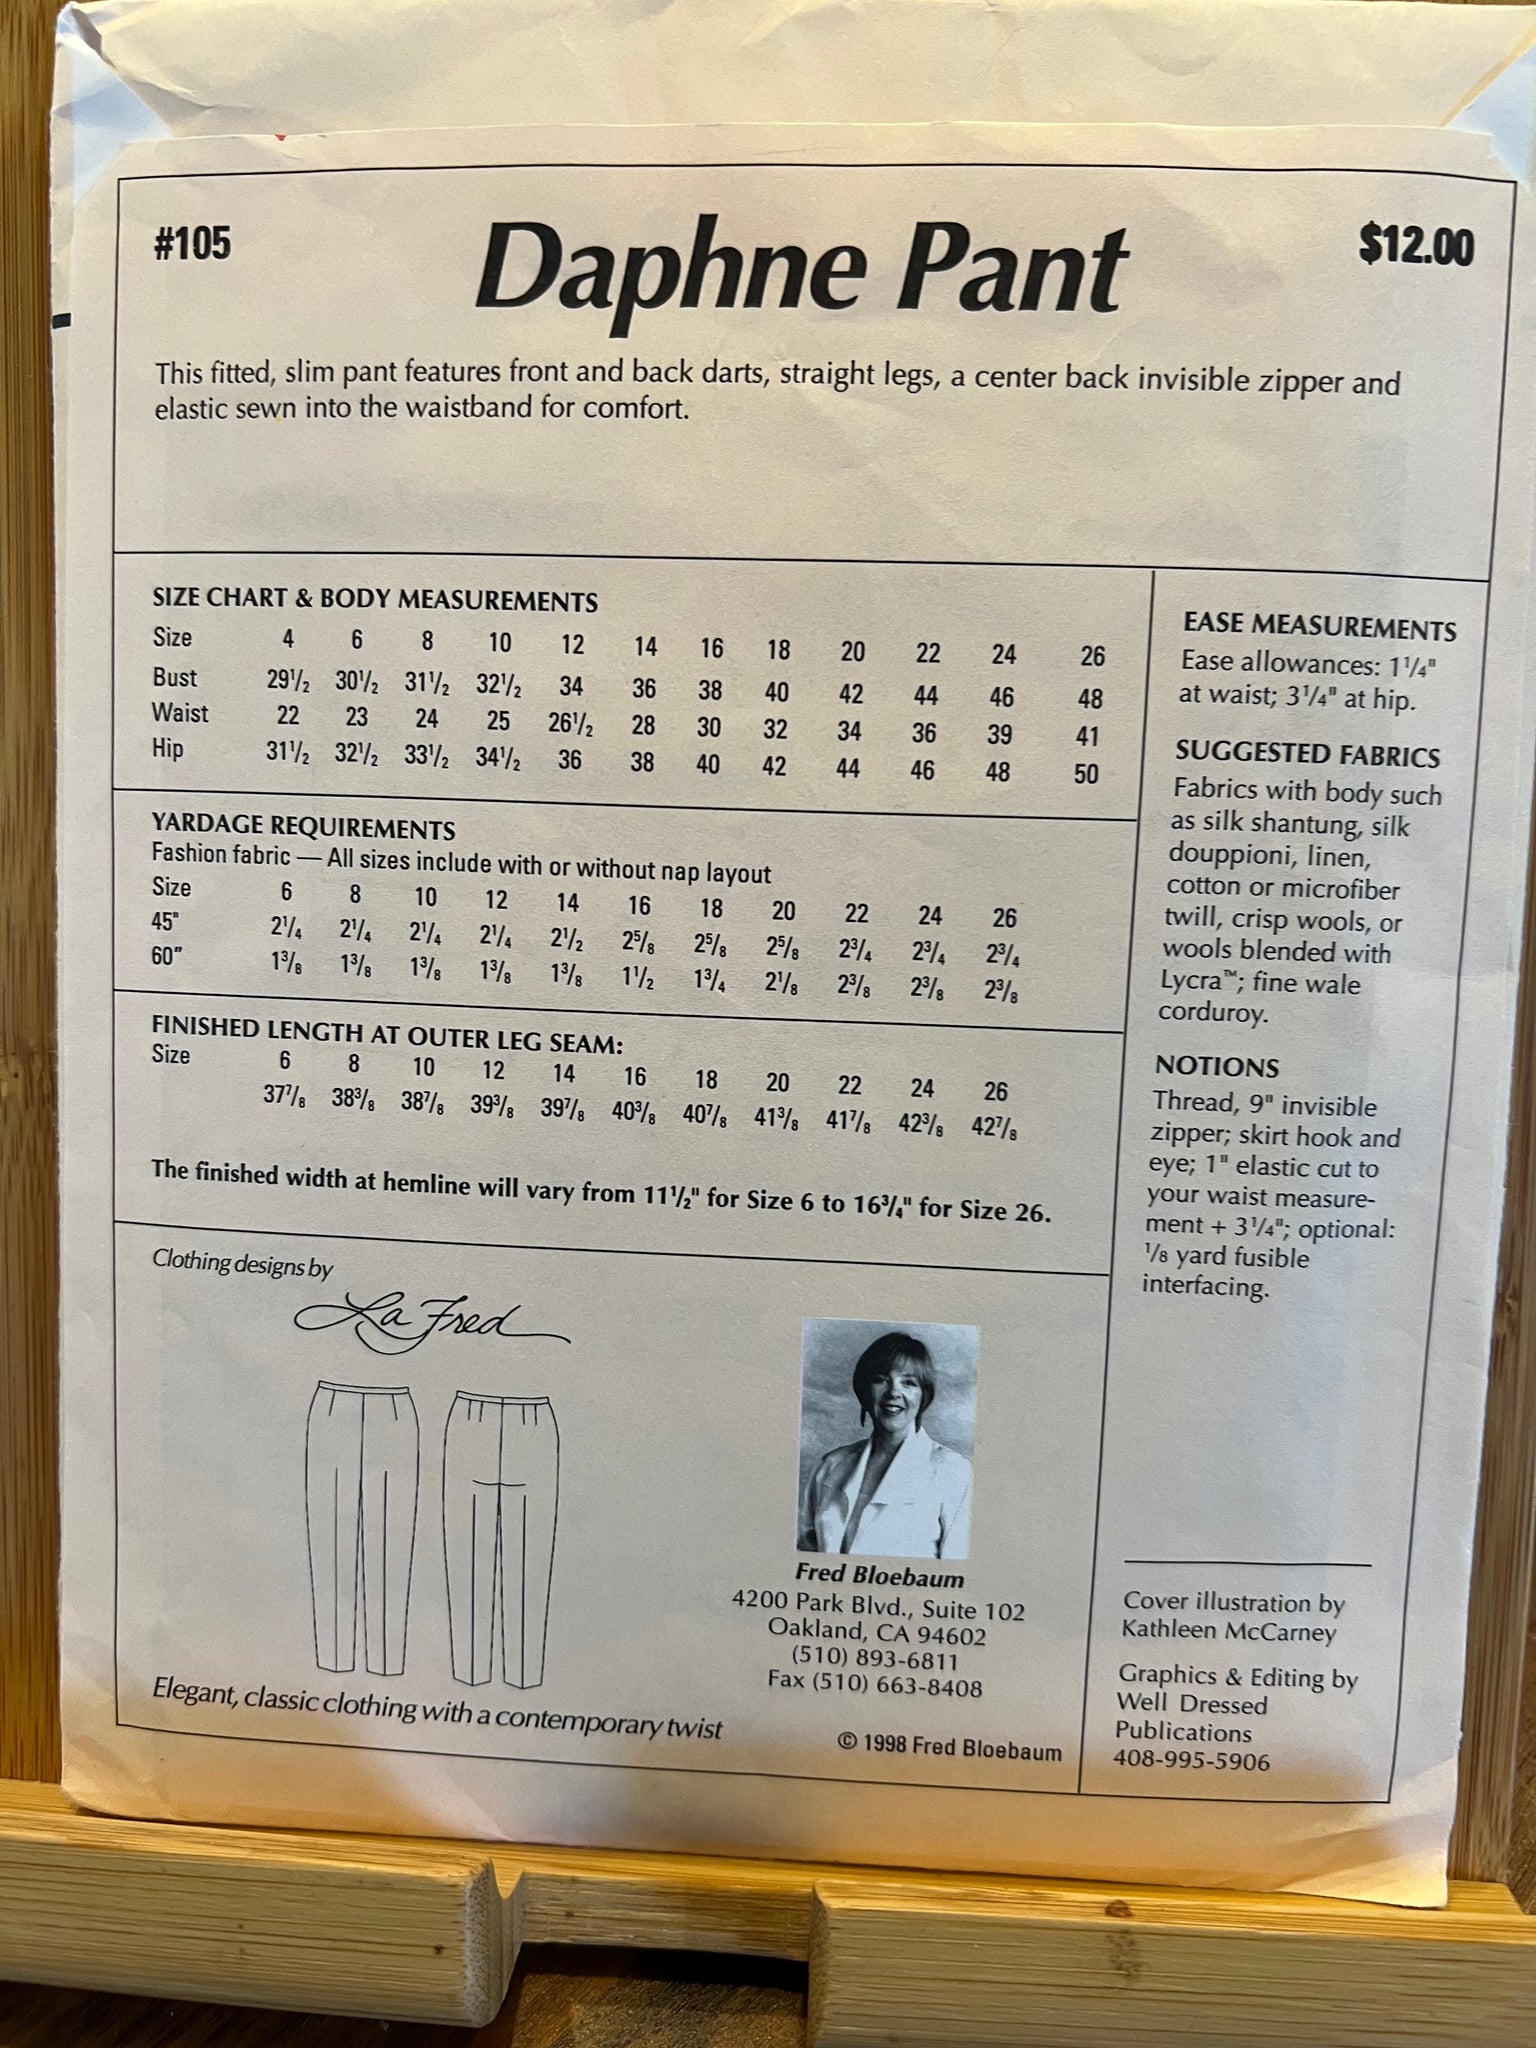 #105
Daphne Pant
$12.00
This fitted, slim pant features front and back darts, straight legs, a center back invisible zipper and
elastic sewn into the waistband for comfort.
SIZE CHART & BODY MEASUREMENTS
Size 4 6 8 10 12 14 16 18 20 22 24 26
Bust 29½ 30½ 31½ 32½ 34 36 38 40 42 44 46 48
Waist 22 23 24 25 26½ 28 30 32 34 36 39 41
Hip 31½ 32½ 33½ 34½ 36 38 40 42 44 46 48 50
YARDAGE REQUIREMENTS
Fashion fabric — All sizes include with or without nap layout
Size 6 8 10 12 14 16 18 20 22 24 26
45" 2¼ 2¼ 2¼ 2¼ 2½ 2⅝ 2⅝ 2⅝ 2¾ 2¾ 2¾
60" 1⅜ 1⅜ 1⅜ 1⅜ 1⅜ 1½ 1¾ 2⅛ 2⅜ 2⅜ 2⅜
FINISHED LENGTH AT OUTER LEG SEAM:
Size 6 8 10 12 14 16 18 20 22 24 26
37⅞ 38⅜ 38⅞ 39⅜ 39⅞ 40⅜ 40⅞ 41⅜ 41⅞ 42⅜ 42⅞
The finished width at hemline will vary from 11½" for Size 6 to 16¾" for Size 26.
Clothing designs by
La Fred
Elegant, classic clothing with a contemporary twist
Fred Bloebaum
4200 Park Blvd., Suite 102
Oakland, CA 94602
(510) 893-6811
Fax (510) 663-8408
© 1998 Fred Bloebaum
EASE MEASUREMENTS
Ease allowances: 1¼"
at waist; 3¼" at hip.
SUGGESTED FABRICS
Fabrics with body such
as silk shantung, silk
douppioni, linen,
cotton or microfiber
twill, crisp wools, or
wools blended with
Lycra™; fine wale
corduroy.
NOTIONS
Thread, 9" invisible
zipper; skirt hook and
eye; 1" elastic cut to
your waist measure-
ment + 3¼"; optional:
⅛ yard fusible
interfacing.
Cover illustration by
Kathleen McCarney
Graphics & Editing by
Well Dressed
Publications
408-995-5906